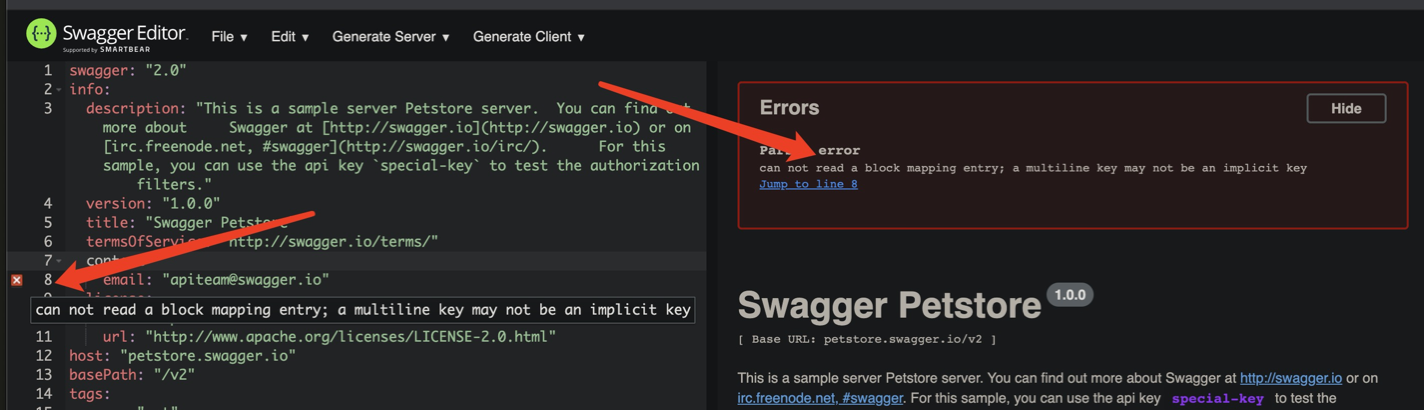 Swagger Editor.
Supported by SMARTBEAR
File ▾ Edit ▾ Generate Server ▾ Generate Client ▾
1 swagger: "2.0"
2 info:
3 description: "This is a sample server Petstore server. You can find out
more about Swagger at [http://swagger.io](http://swagger.io) or on
[irc.freenode.net, #swagger](http://swagger.io/irc/). For this
sample, you can use the api key `special-key` to test the authorization
filters."
4 version: "1.0.0"
5 title: "Swagger Petstore"
6 termsOfService: "http://swagger.io/terms/"
7
8 email: "apiteam@swagger.io"
can not read a block mapping entry; a multiline key may not be an implicit key
11 url: "http://www.apache.org/licenses/LICENSE-2.0.html"
12 host: "petstore.swagger.io"
13 basePath: "/v2"
14 tags:
Errors
Hide
error
can not read a block mapping entry; a multiline key may not be an implicit key
Jump to line 8
Swagger Petstore 1.0.0
[ Base URL: petstore.swagger.io/v2 ]
This is a sample server Petstore server. You can find out more about Swagger at http://swagger.io or on
irc.freenode.net, #swagger. For this sample, you can use the api key special-key to test the